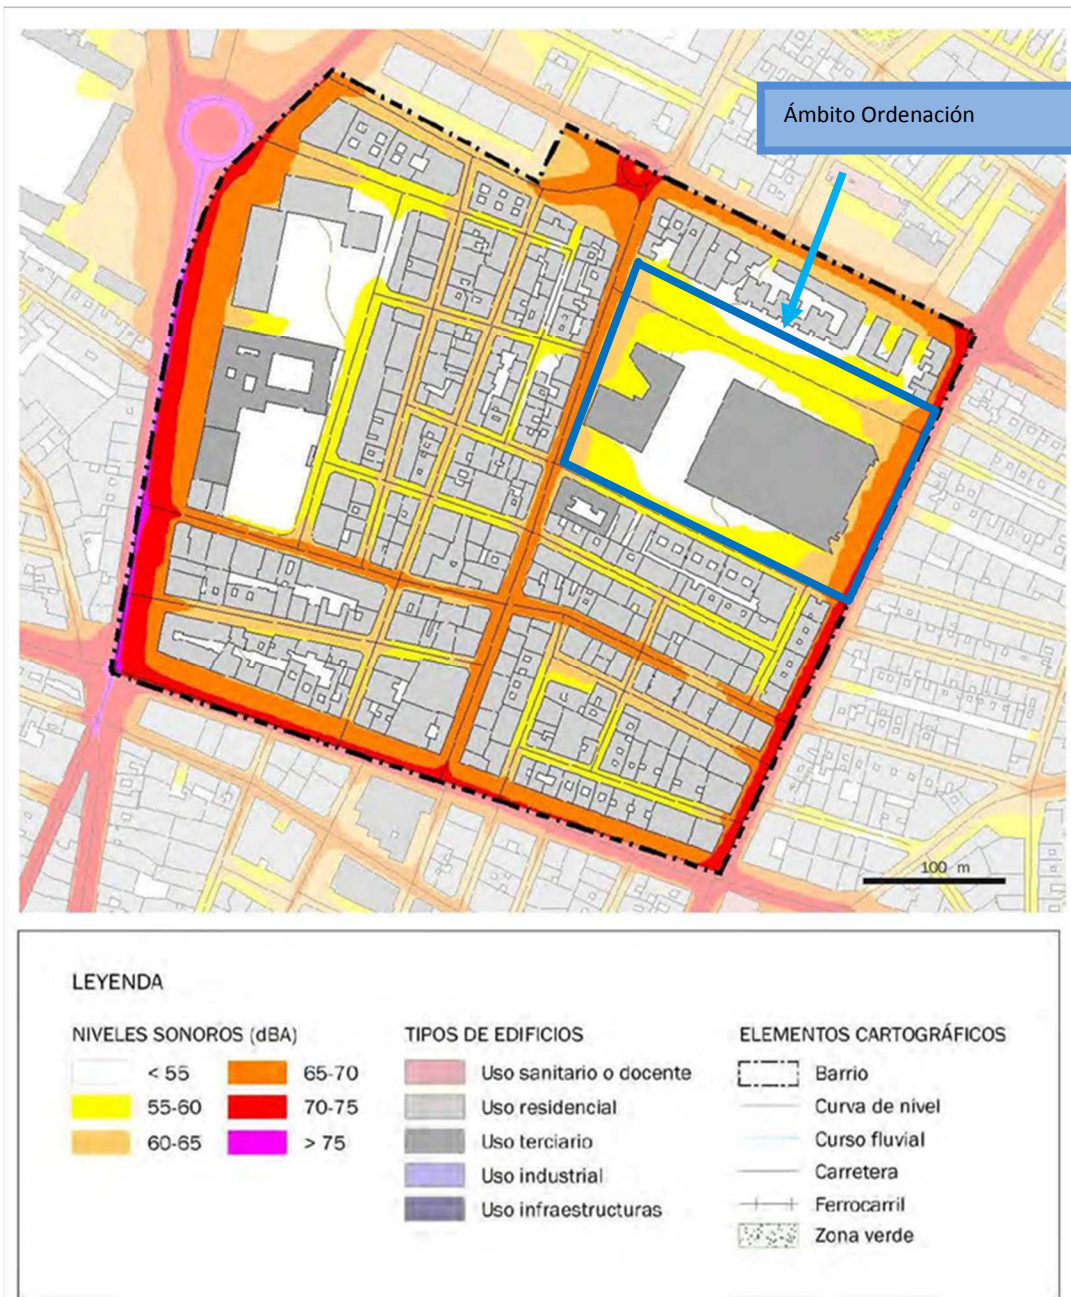 Ámbito Ordenación
100 m
LEYENDA
NIVELES SONOROS (dBA)
< 55
55-60
60-65
65-70
70-75
> 75
TIPOS DE EDIFICIOS
Uso sanitario o docente
Uso residencial
Uso terciario
Uso industrial
Uso infraestructuras
ELEMENTOS CARTOGRÁFICOS
Barrio
Curva de nivel
Curso fluvial
Carretera
Ferrocarril
Zona verde